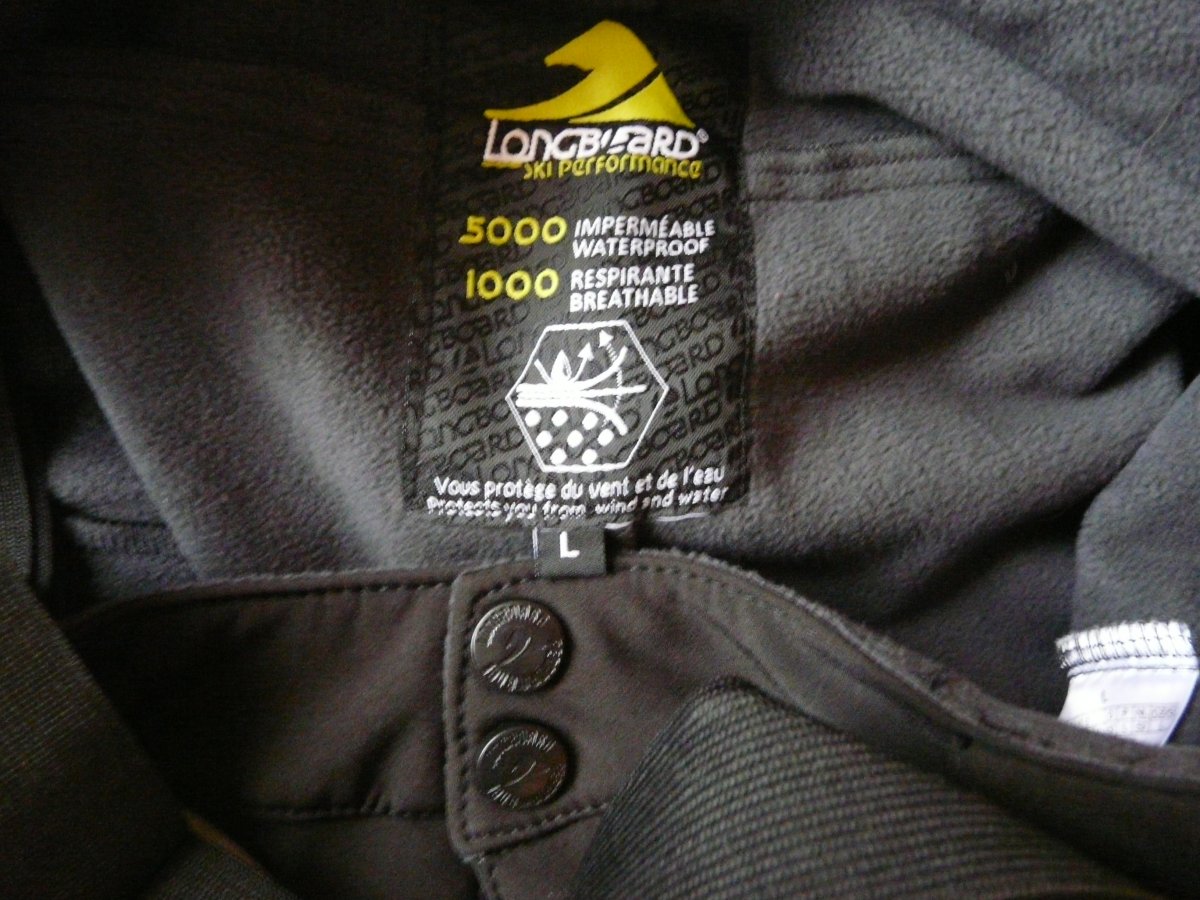 LONGBOARD®
SKI PERFORMANCE
5000 IMPERMÉABLE
WATERPROOF
1000 RESPIRANTE
BREATHABLE
Vous protège du vent et de l'eau
Protects you from wind and water
L
L